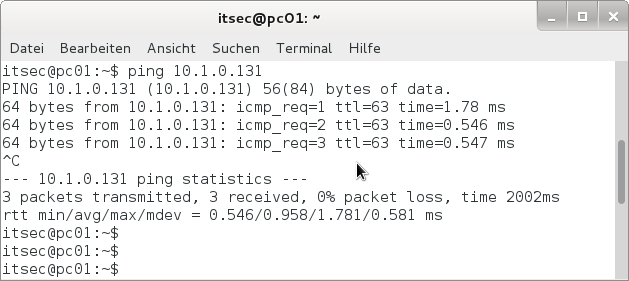 itsec@pc01: ~
Datei Bearbeiten Ansicht Suchen Terminal Hilfe
itsec@pc01:~$ ping 10.1.0.131
PING 10.1.0.131 (10.1.0.131) 56(84) bytes of data.
64 bytes from 10.1.0.131: icmp_req=1 ttl=63 time=1.78 ms
64 bytes from 10.1.0.131: icmp_req=2 ttl=63 time=0.546 ms
64 bytes from 10.1.0.131: icmp_req=3 ttl=63 time=0.547 ms
^C
--- 10.1.0.131 ping statistics ---
3 packets transmitted, 3 received, 0% packet loss, time 2002ms
rtt min/avg/max/mdev = 0.546/0.958/1.781/0.581 ms
itsec@pc01:~$
itsec@pc01:~$
itsec@pc01:~$